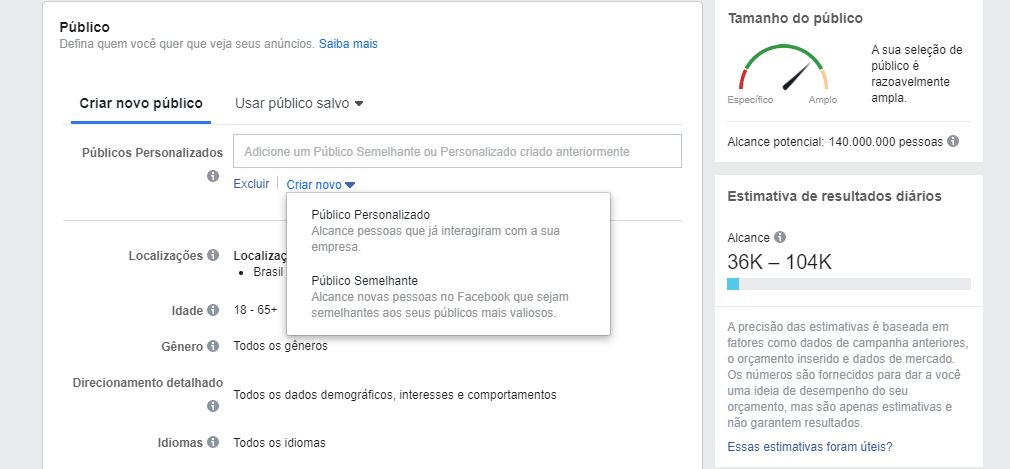 Público
Defina quem você quer que veja seus anúncios. Saiba mais
Criar novo público
Usar público salvo
Públicos Personalizados
Adicione um Público Semelhante ou Personalizado criado anteriormente
Excluir
Criar novo
Público Personalizado
Alcance pessoas que já interagiram com a sua
empresa.
Público Semelhante
Alcance novas pessoas no Facebook que sejam
semelhantes aos seus públicos mais valiosos.
Localizações
Localizaç
• Brasil
Idade
18 - 65+
Gênero
Todos os gêneros
Direcionamento detalhado
Todos os dados demográficos, interesses e comportamentos
Idiomas
Todos os idiomas
Tamanho do público
Específico
Amplo
A sua seleção de
público é
razoavelmente
ampla.
Alcance potencial: 140.000.000 pessoas
Estimativa de resultados diários
Alcance
36K – 104K
A precisão das estimativas é baseada em
fatores como dados de campanha anteriores,
o orçamento inserido e dados de mercado.
Os números são fornecidos para dar a você
uma ideia de desempenho do seu
orçamento, mas são apenas estimativas e
não garantem resultados.
Essas estimativas foram úteis?